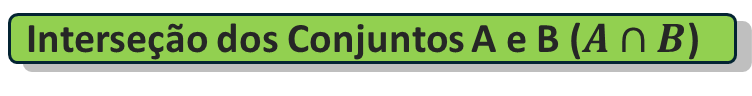 Interseção dos Conjuntos A e B (A ∩ B)